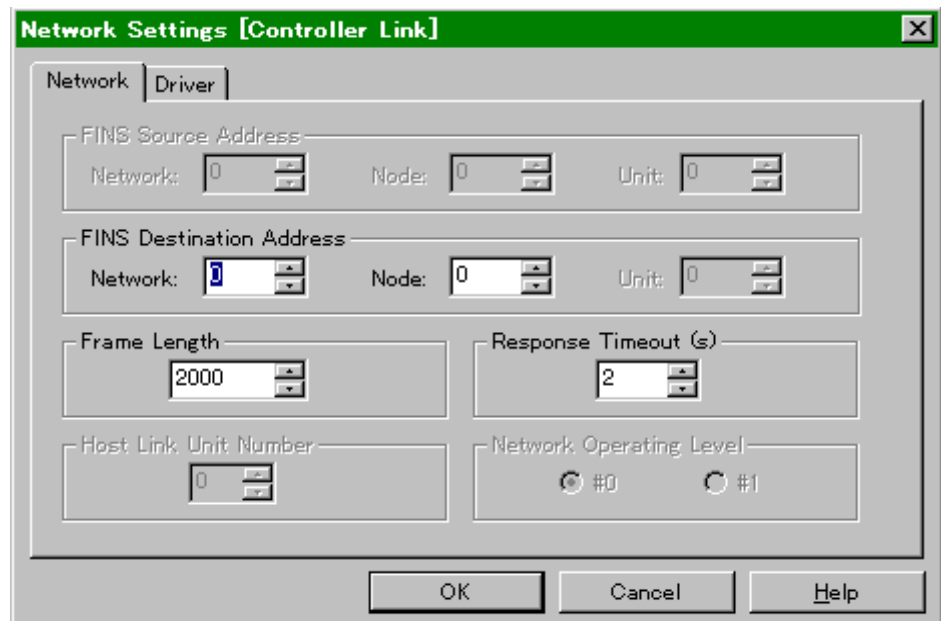 Network Settings [Controller Link]
Network Driver
FINS Source Address
Network: 0 Node: 0 Unit: 0
FINS Destination Address
Network: 0 Node: 0 Unit: 0
Frame Length Response Timeout (s)
2000 2
Host Link Unit Number Network Operating Level
0 #0 #1
OK Cancel Help